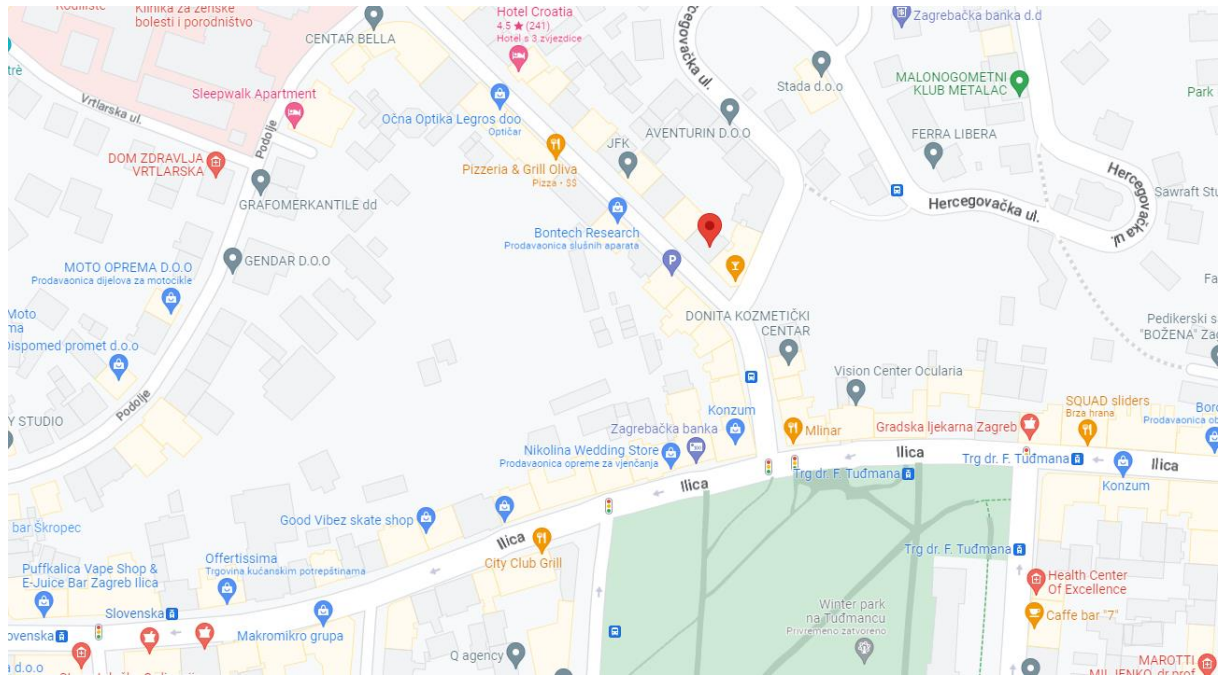 Klinika za ženske
bolesti i porodništvo
CENTAR BELLA
Hotel Croatia
4.5 ★ (241)
Hotel s 3 zvjezdice
Hercegovačka ul.
Zagrebačka banka d.d
Stada d.o.o
MALONOGOMETNI
KLUB METALAC
Park
Sleepwalk Apartment
Vrtlarska ul.
Podolje
Očna Optika Legros doo
Optičar
AVENTURIN D.O.O
FERRA LIBERA
JFK
DOM ZDRAVLJA
VRTLARSKA
Pizzeria & Grill Oliva
Pizza · $$
Hercegovačka ul.
Hercegovačka ul.
GRAFOMERKANTILE dd
Bontech Research
Prodavaonica slušnih aparata
P
GENDAR D.O.O
MOTO OPREMA D.O.O
Prodavaonica dijelova za motocikle
Moto
DONITA KOZMETIČKI
CENTAR
Pedikerski s
"BOŽENA" Zag
Dispomed promet d.o.o
Vision Center Ocularia
Podolje
Y STUDIO
Konzum
SQUAD sliders
Brza hrana
Zagrebačka banka
Mlinar
Gradska ljekarna Zagreb
Nikolina Wedding Store
Prodavaonica opreme za vjenčanja
Ilica
Trg dr. F. Tuđmana
Ilica
Ilica
Trg dr. F. Tuđmana
Konzum
Good Vibez skate shop
bar Škropec
Ilica
City Club Grill
Trg dr. F. Tuđmana
Offertissima
Trgovina kućanskim potrepštinama
Puffkalica Vape Shop &
E-Juice Bar Zagreb Ilica
Health Center
Of Excellence
Slovenska
Winter park
na Tuđmancu
Privremeno zatvoreno
Caffe bar "7"
Makromikro grupa
Q agency
MAROTTI